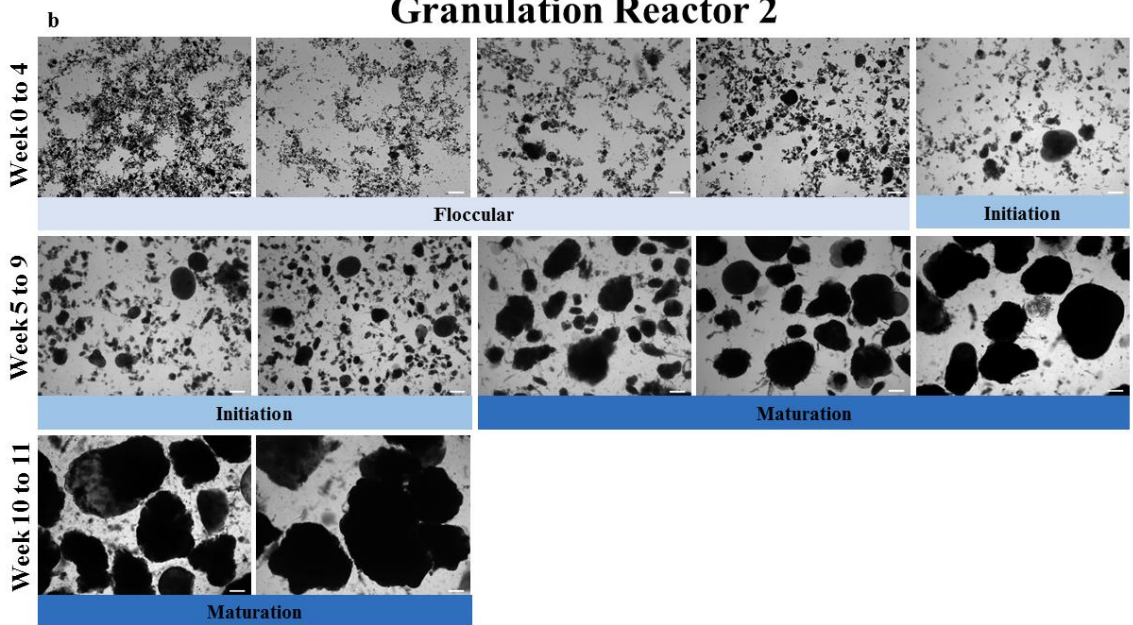 Granulation Reactor 2
b
Week 0 to 4
Floccular
Initiation
Week 5 to 9
Initiation
Maturation
Week 10 to 11
Maturation